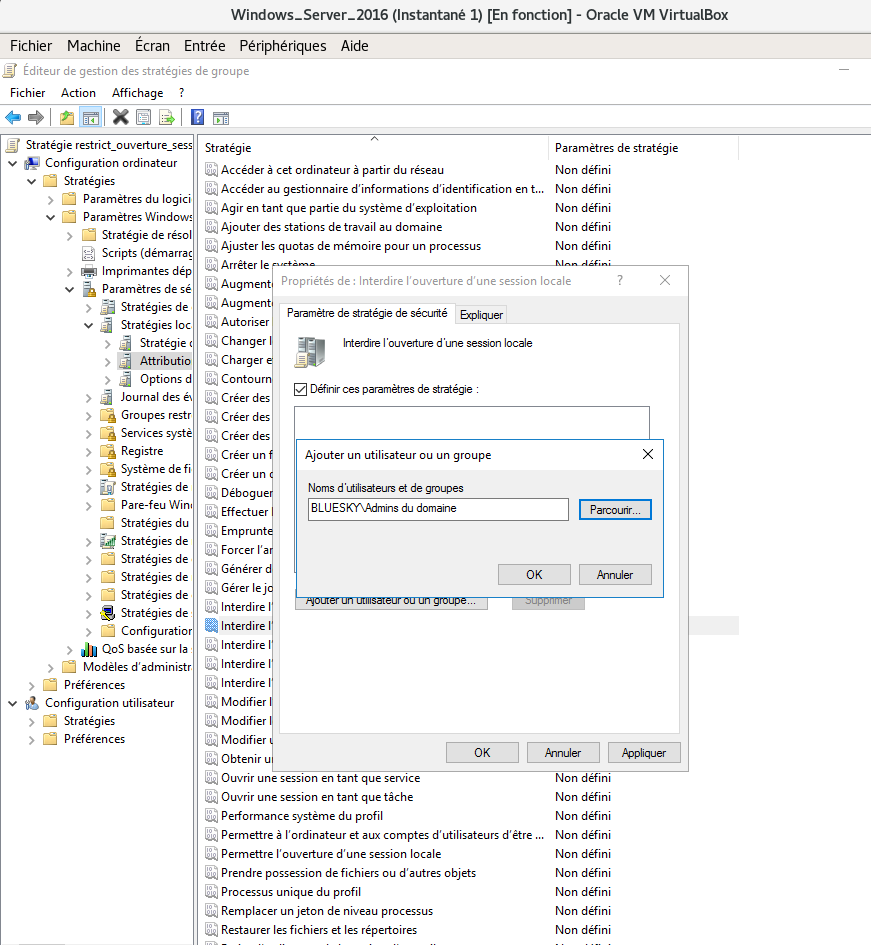 Windows_Server_2016 (Instantané 1) [En fonction] - Oracle VM VirtualBox
Fichier Machine Écran Entrée Périphériques Aide
Éditeur de gestion des stratégies de groupe
Fichier Action Affichage ?
Stratégie restrict_ouverture_sess
Configuration ordinateur
Stratégies
Paramètres du logici
Paramètres Windows
Stratégie de résol
Scripts (démarrag
Imprimantes dép
Paramètres de sé
Stratégies de
Stratégies loc
Stratégie d
Attributio
Options d
Journal des év
Groupes restr
Services systè
Registre
Système de fi
Stratégies de
Pare-feu Wind
Stratégies du
Stratégies de
Stratégies de
Stratégies de
Stratégies de
Stratégies de
Configuration
QoS basée sur la
Modèles d'administra
Préférences
Configuration utilisateur
Stratégies
Préférences
Stratégie Paramètres de stratégie
Accéder à cet ordinateur à partir du réseau Non défini
Accéder au gestionnaire d'informations d'identification en t... Non défini
Agir en tant que partie du système d'exploitation Non défini
Ajouter des stations de travail au domaine Non défini
Ajuster les quotas de mémoire pour un processus Non défini
Arrêter le système Non défini
Augmente
Augmente
Autoriser
Changer l
Charger e
Contourn
Créer des
Créer des
Créer des
Créer un f
Créer un o
Déboguer
Effectuer l
Emprunte
Forcer l'ar
Générer d
Gérer le jo
Interdire l'
Interdire l'
Interdire l'
Interdire l'
Interdire l'
Modifier l
Modifier l
Modifier u
Obtenir un
Ouvrir une session en tant que service Non défini
Ouvrir une session en tant que tâche Non défini
Performance système du profil Non défini
Permettre à l'ordinateur et aux comptes d'utilisateurs d'être ... Non défini
Permettre l'ouverture d'une session locale Non défini
Prendre possession de fichiers ou d'autres objets Non défini
Processus unique du profil Non défini
Remplacer un jeton de niveau processus Non défini
Restaurer les fichiers et les répertoires Non défini
Propriétés de : Interdire l'ouverture d'une session locale ?
Paramètre de stratégie de sécurité Expliquer
Interdire l'ouverture d'une session locale
Définir ces paramètres de stratégie :
Ajouter un utilisateur ou un groupe
Noms d'utilisateurs et de groupes
BLUESKY\Admins du domaine Parcourir...
OK Annuler
Ajouter un utilisateur ou un groupe... Supprimer
OK Annuler Appliquer